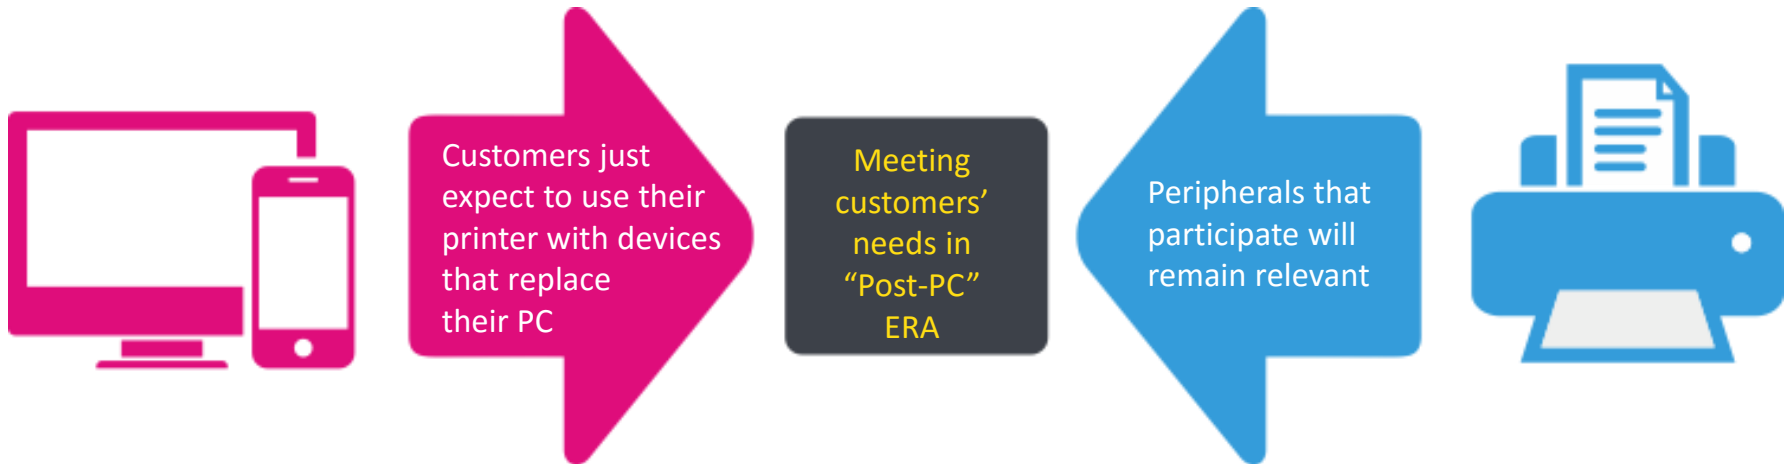 Customers just
expect to use their
printer with devices
that replace
their PC
Meeting
customers’
needs in
“Post-PC”
ERA
Peripherals that
participate will
remain relevant